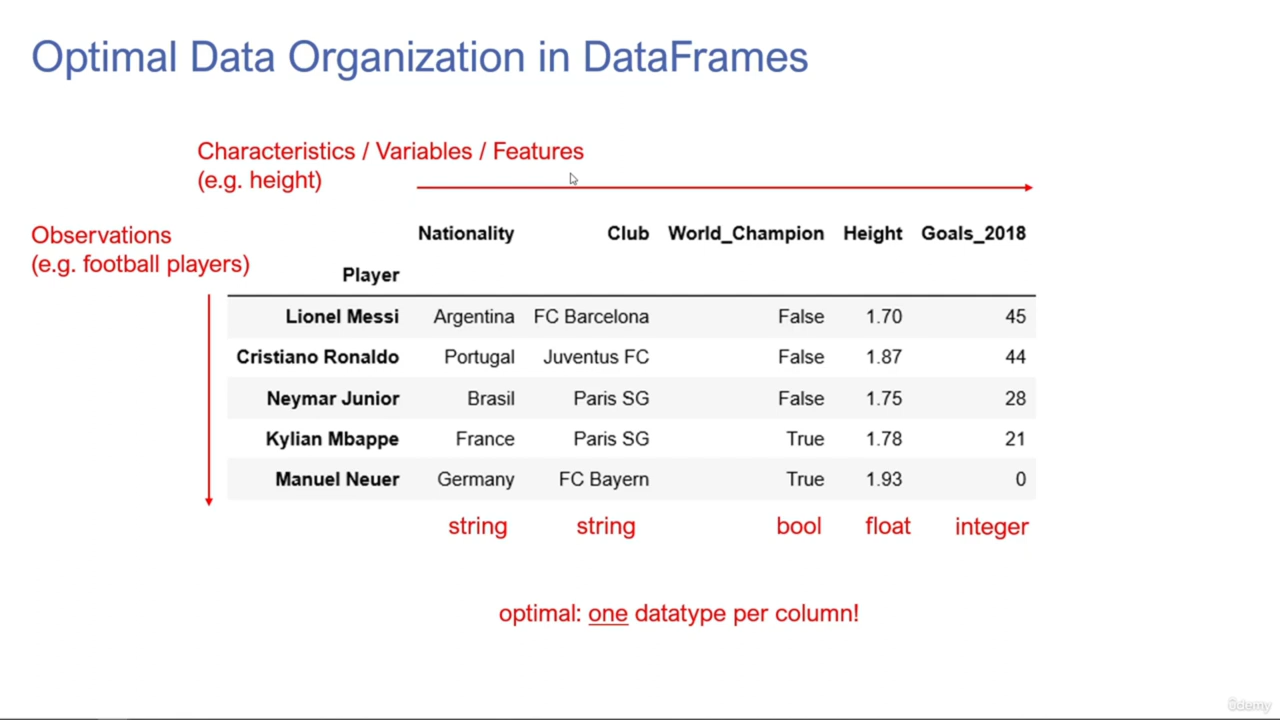 Optimal Data Organization in DataFrames
Characteristics / Variables / Features
(e.g. height)
Observations
(e.g. football players)
Nationality Club World_Champion Height Goals_2018
Player
Lionel Messi Argentina FC Barcelona False 1.70 45
Cristiano Ronaldo Portugal Juventus FC False 1.87 44
Neymar Junior Brasil Paris SG False 1.75 28
Kylian Mbappe France Paris SG True 1.78 21
Manuel Neuer Germany FC Bayern True 1.93 0
string string bool float integer
optimal: one datatype per column!
ûdemy